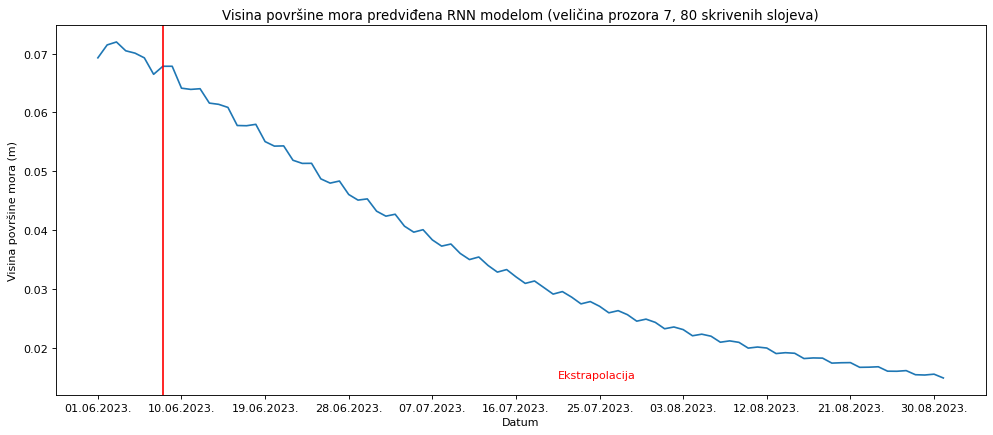 Visina površine mora predviđena RNN modelom (veličina prozora 7, 80 skrivenih slojeva)
Visina površine mora (m)
0.07
0.06
0.05
0.04
0.03
0.02
Ekstrapolacija
01.06.2023. 10.06.2023. 19.06.2023. 28.06.2023. 07.07.2023. 16.07.2023. 25.07.2023. 03.08.2023. 12.08.2023. 21.08.2023. 30.08.2023.
Datum